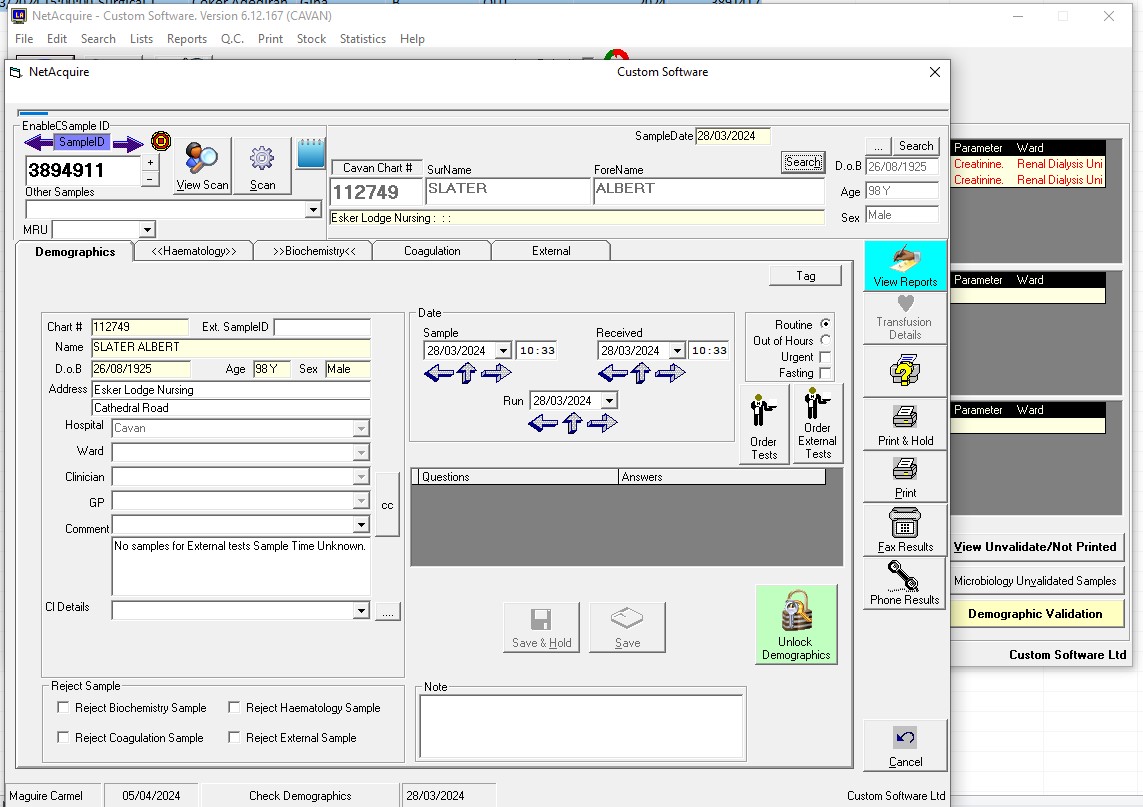 NetAcquire - Custom Software. Version 6.12.167 (CAVAN)
File Edit Search Lists Reports Q.C. Print Stock Statistics Help
NetAcquire
Custom Software
EnableCSample ID
SampleID
3894911
+
-
View Scan
Scan
Other Samples
MRU
SampleDate 28/03/2024
Cavan Chart # SurName ForeName
Search
112749 SLATER ALBERT
Esker Lodge Nursing : : :
... Search
D.o.B 26/08/1925
Age 98Y
Sex Male
Demographics <<Haematology>> >>Biochemistry<< Coagulation External
Tag
Chart # 112749 Ext. SampleID
Name SLATER ALBERT
D.o.B 26/08/1925 Age 98Y Sex Male
Address Esker Lodge Nursing
Cathedral Road
Hospital Cavan
Ward
Clinician
GP
cc
Comment
No samples for External tests Sample Time Unknown.
Cl Details
....
Date
Sample Received
28/03/2024 10:33 28/03/2024 10:33
Run 28/03/2024
Routine
Out of Hours
Urgent
Fasting
Order Tests
Order External Tests
Questions Answers
Save & Hold
Save
Unlock Demographics
Reject Sample
Reject Biochemistry Sample Reject Haematology Sample
Reject Coagulation Sample Reject External Sample
Note
View Reports
Transfusion Details
Print & Hold
Print
Fax Results
Phone Results
Cancel
Parameter Ward
Creatinine. Renal Dialysis Uni
Creatinine. Renal Dialysis Uni
Parameter Ward
Parameter Ward
View Unvalidate/Not Printed
Microbiology Unvalidated Samples
Demographic Validation
Custom Software Ltd
Maguire Carmel 05/04/2024 Check Demographics 28/03/2024 Custom Software Ltd